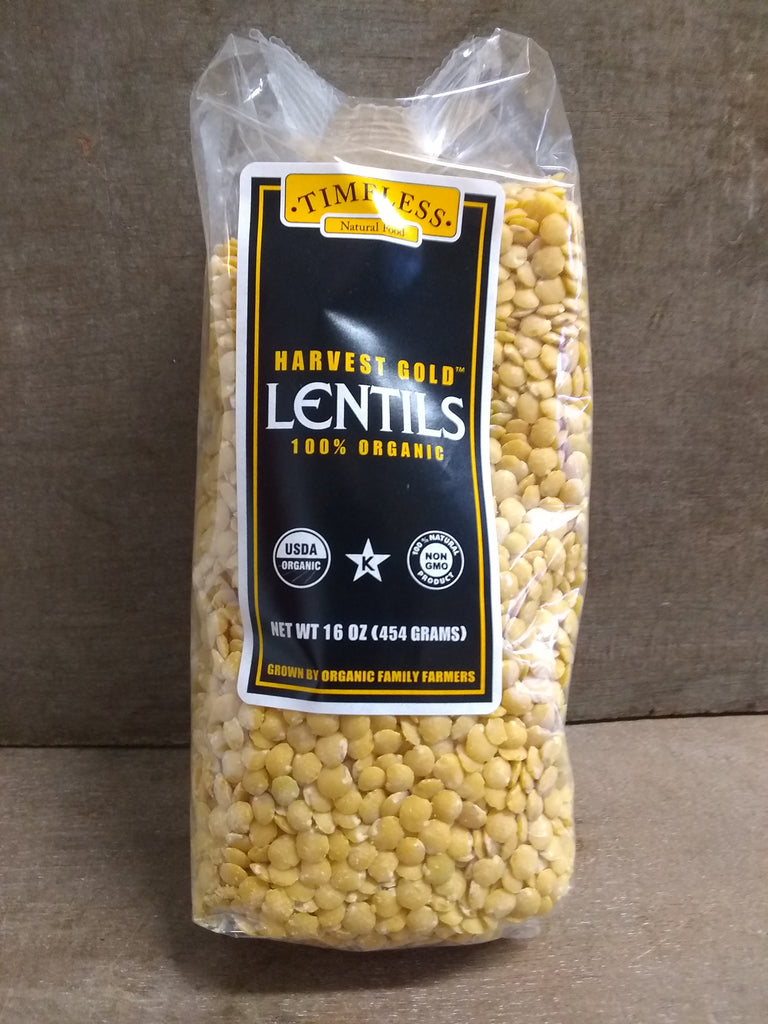 ·TIMELESS·
Natural Food
HARVEST GOLD™
LENTILS
100% ORGANIC
USDA
ORGANIC
K
100% NATURAL
NON
GMO
PRODUCT
NET WT 16 OZ (454 GRAMS)
GROWN BY ORGANIC FAMILY FARMERS